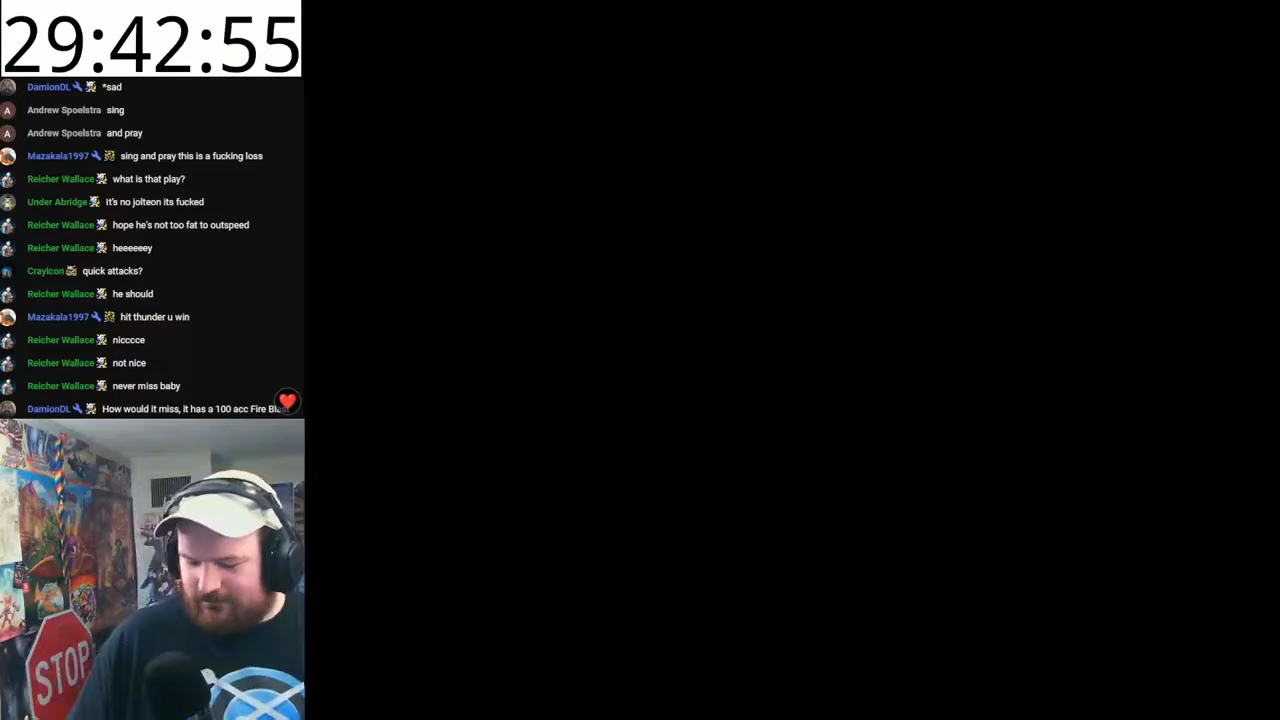 29:42:55
DamionDL *sad
Andrew Spoelstra sing
Andrew Spoelstra and pray
Mazakala1997 sing and pray this is a fucking loss
Reicher Wallace what is that play?
Under Abridge It's no jolteon its fucked
Reicher Wallace hope he's not too fat to outspeed
Reicher Wallace heeeeeey
Crayicon quick attacks?
Reicher Wallace he should
Mazakala1997 hit thunder u win
Reicher Wallace nicccce
Reicher Wallace not nice
Reicher Wallace never miss baby
DamionDL How would it miss, it has a 100 acc Fire
STOP